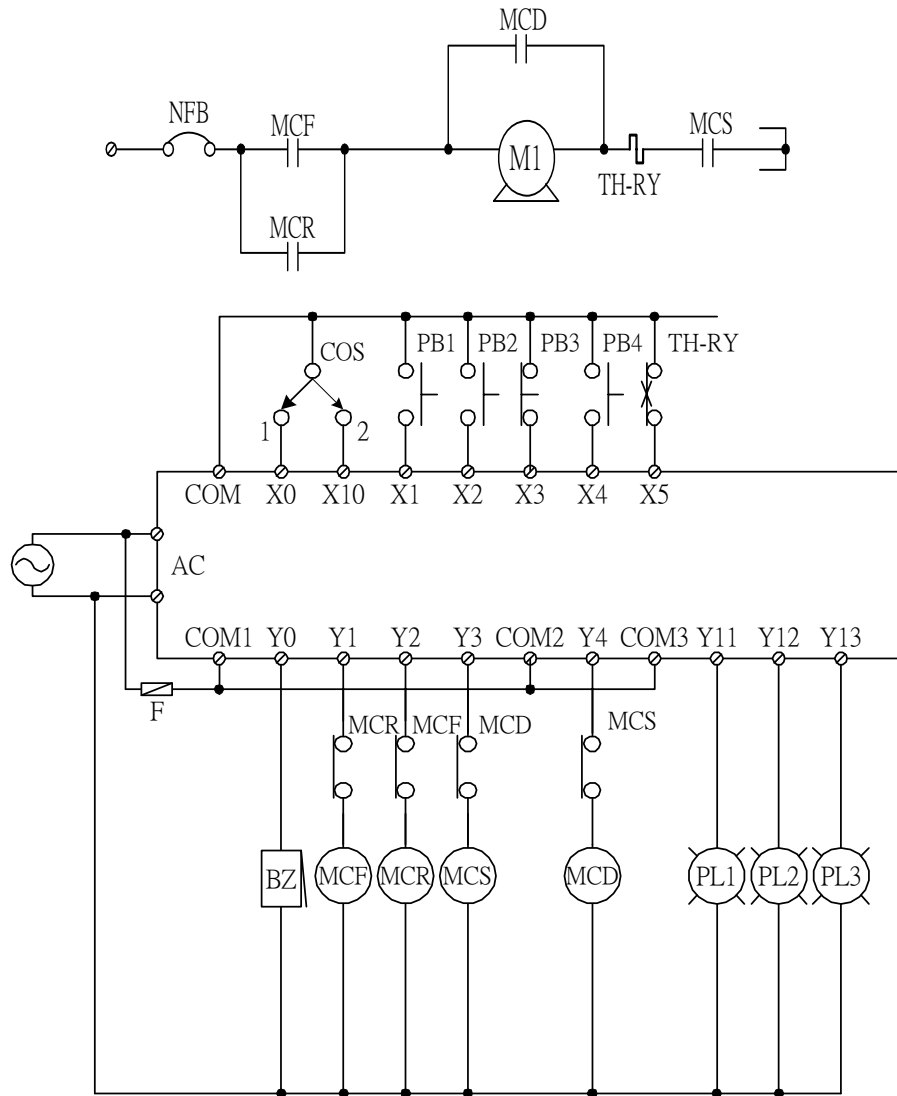 MCD
NFB
MCF
MCS
M1
TH-RY
MCR
COS
PB1
PB2
PB3
PB4
TH-RY
1
2
COM
X0
X10
X1
X2
X3
X4
X5
AC
COM1
Y0
Y1
Y2
Y3
COM2
Y4
COM3
Y11
Y12
Y13
F
MCR
MCF
MCD
MCS
BZ
MCF
MCR
MCS
MCD
PL1
PL2
PL3